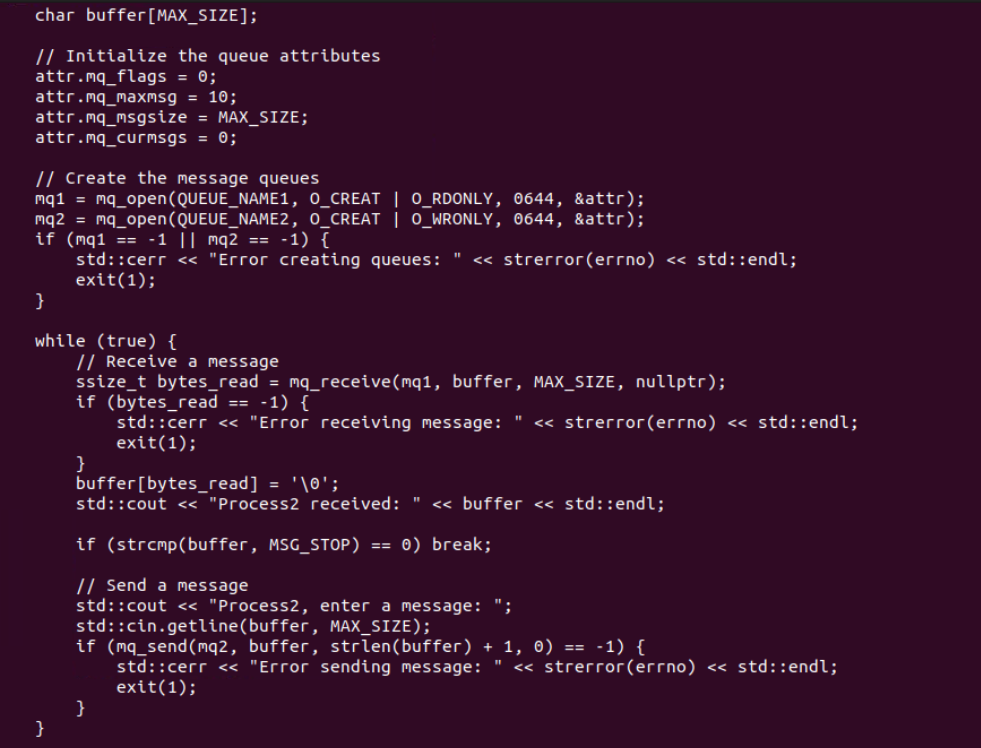 char buffer[MAX_SIZE];

// Initialize the queue attributes
attr.mq_flags = 0;
attr.mq_maxmsg = 10;
attr.mq_msgsize = MAX_SIZE;
attr.mq_curmsgs = 0;

// Create the message queues
mq1 = mq_open(QUEUE_NAME1, O_CREAT | O_RDONLY, 0644, &attr);
mq2 = mq_open(QUEUE_NAME2, O_CREAT | O_WRONLY, 0644, &attr);
if (mq1 == -1 || mq2 == -1) {
    std::cerr << "Error creating queues: " << strerror(errno) << std::endl;
    exit(1);
}

while (true) {
    // Receive a message
    ssize_t bytes_read = mq_receive(mq1, buffer, MAX_SIZE, nullptr);
    if (bytes_read == -1) {
        std::cerr << "Error receiving message: " << strerror(errno) << std::endl;
        exit(1);
    }
    buffer[bytes_read] = '\0';
    std::cout << "Process2 received: " << buffer << std::endl;

    if (strcmp(buffer, MSG_STOP) == 0) break;

    // Send a message
    std::cout << "Process2, enter a message: ";
    std::cin.getline(buffer, MAX_SIZE);
    if (mq_send(mq2, buffer, strlen(buffer) + 1, 0) == -1) {
        std::cerr << "Error sending message: " << strerror(errno) << std::endl;
        exit(1);
    }
}